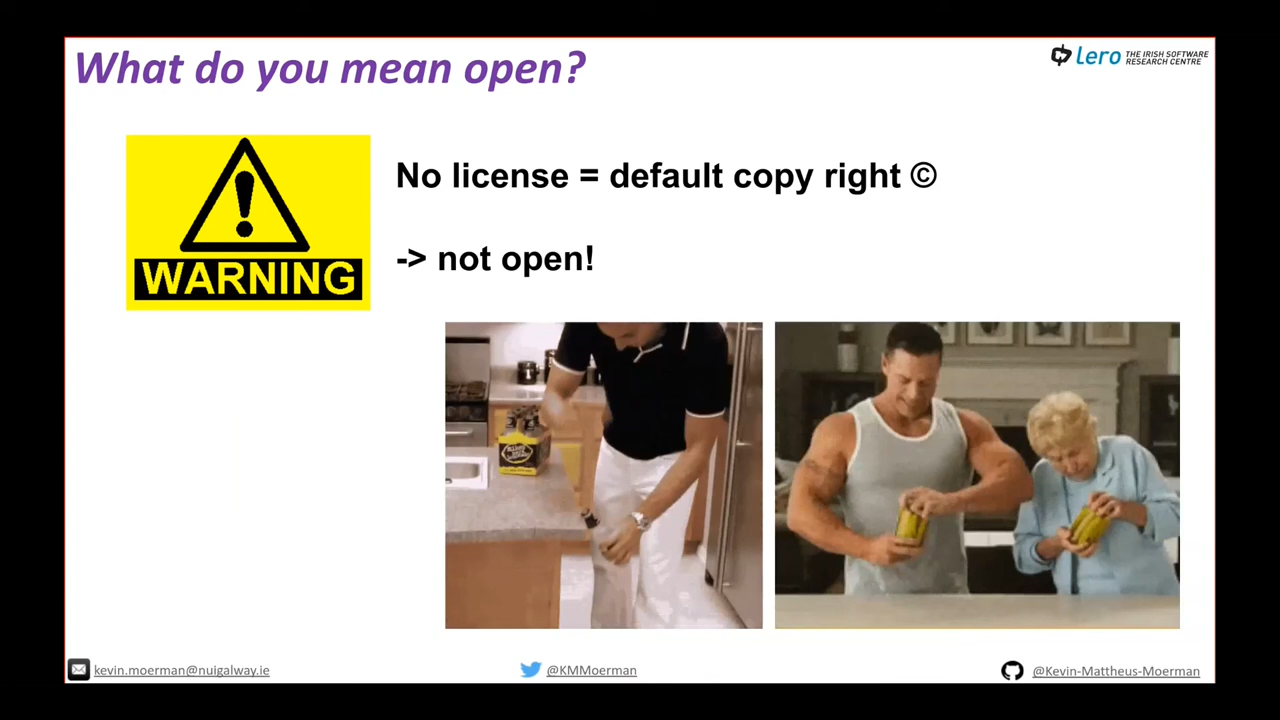 What do you mean open?
lero THE IRISH SOFTWARE
RESEARCH CENTRE
WARNING
No license = default copy right ©
-> not open!
kevin.moerman@nuigalway.ie
@KMMoerman
@Kevin-Mattheus-Moerman